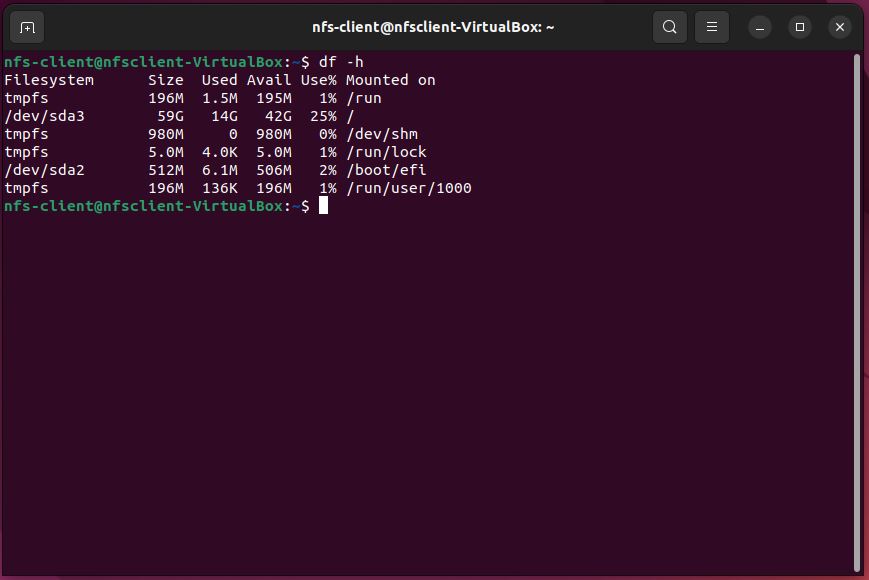 nfs-client@nfsclient-VirtualBox: ~
nfs-client@nfsclient-VirtualBox:~$ df -h
Filesystem      Size  Used Avail Use% Mounted on
tmpfs           196M  1.5M  195M   1% /run
/dev/sda3        59G   14G   42G  25% /
tmpfs           980M     0  980M   0% /dev/shm
tmpfs           5.0M  4.0K  5.0M   1% /run/lock
/dev/sda2       512M  6.1M  506M   2% /boot/efi
tmpfs           196M  136K  196M   1% /run/user/1000
nfs-client@nfsclient-VirtualBox:~$